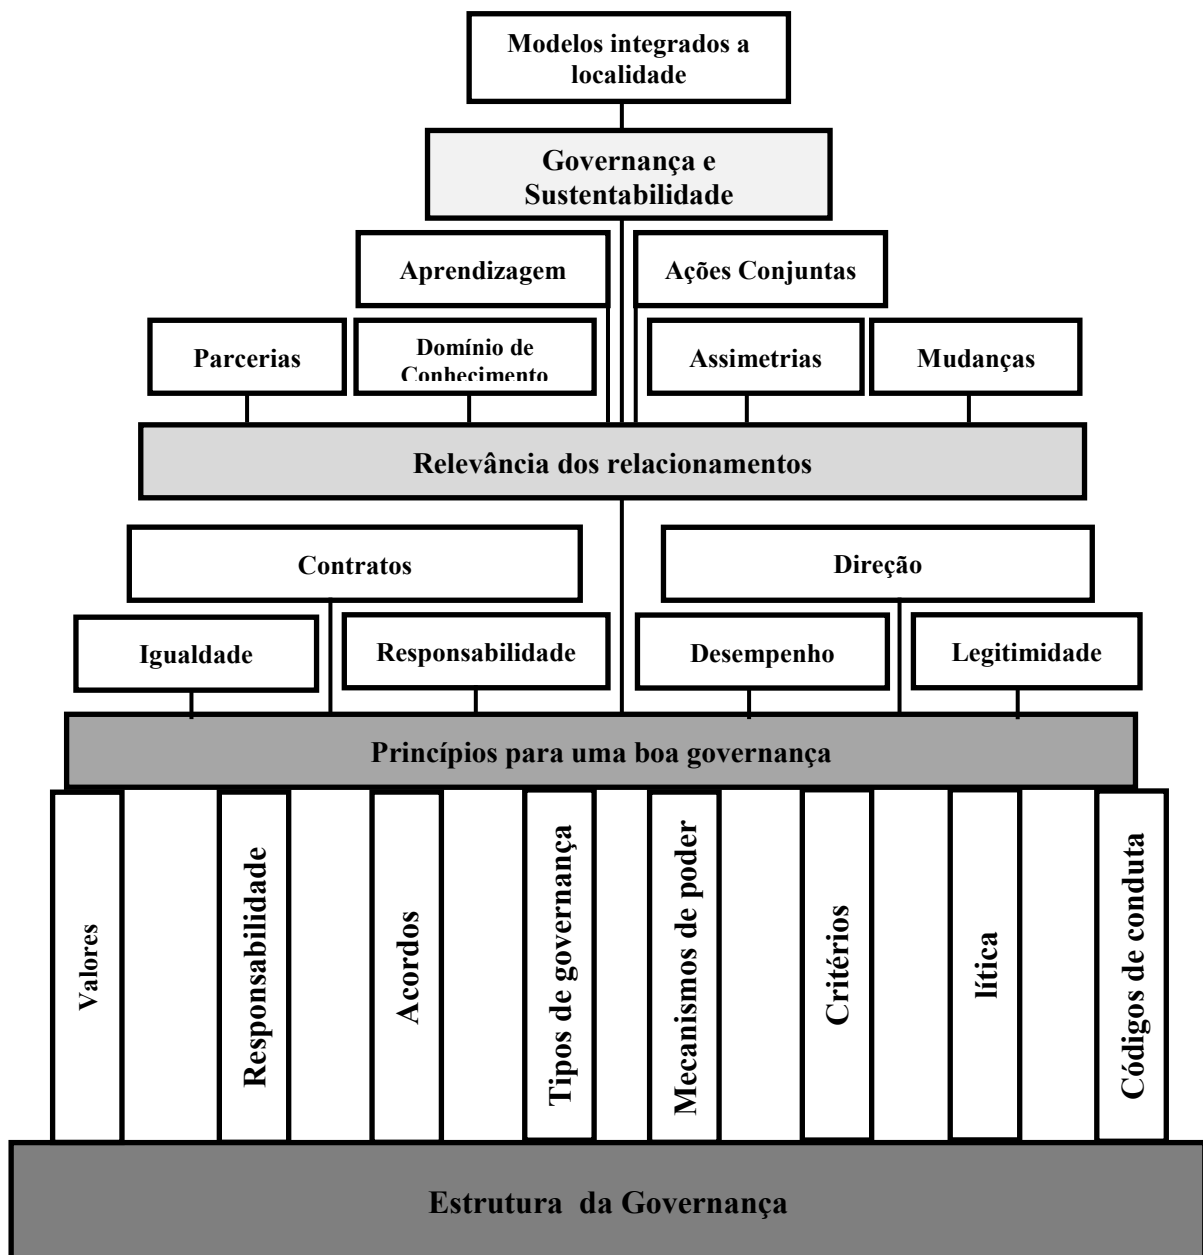 Modelos integrados a
localidade
Governança e
Sustentabilidade
Aprendizagem
Ações Conjuntas
Parcerias
Domínio de
Conhecimento
Assimetrias
Mudanças
Relevância dos relacionamentos
Contratos
Direção
Igualdade
Responsabilidade
Desempenho
Legitimidade
Princípios para uma boa governança
Valores
Responsabilidade
Acordos
Tipos de governança
Mecanismos de poder
Critérios
lítica
Códigos de conduta
Estrutura da Governança